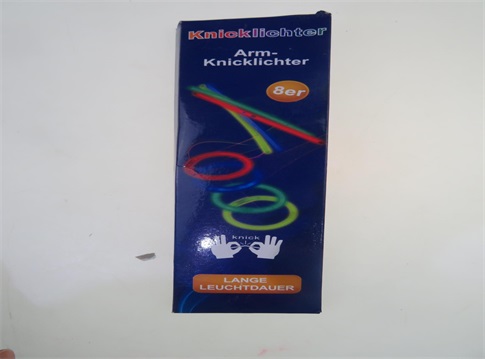 Knicklichter
Arm-
Knicklichter
8er
knick
LANGE
LEUCHTDAUER